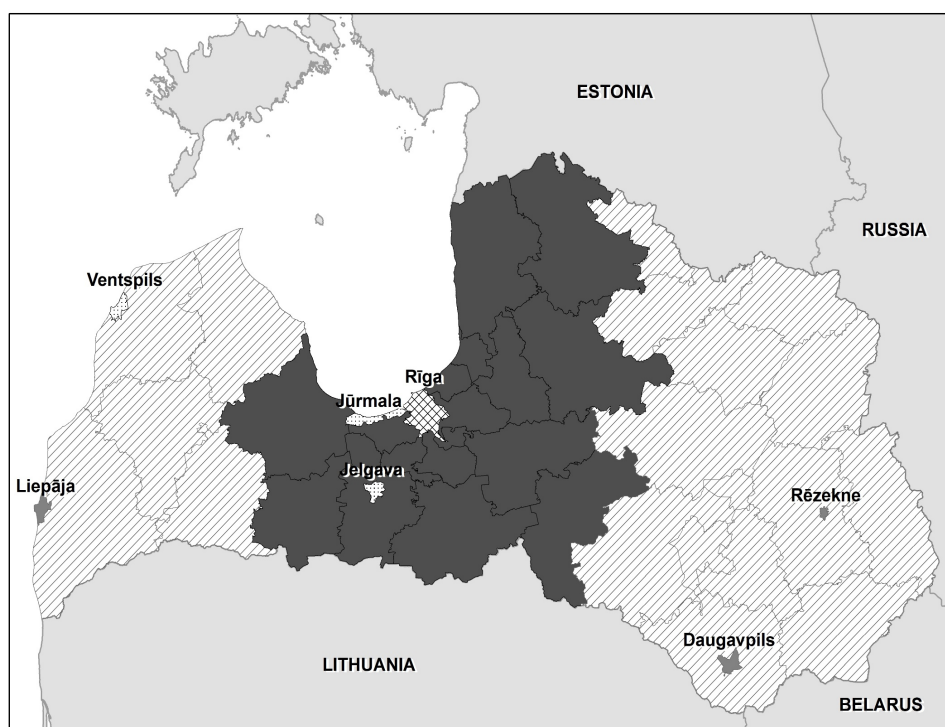 ESTONIA
RUSSIA
Ventspils
Rīga
Jūrmala
Jelgava
Liepāja
Rēzekne
Daugavpils
LITHUANIA
BELARUS